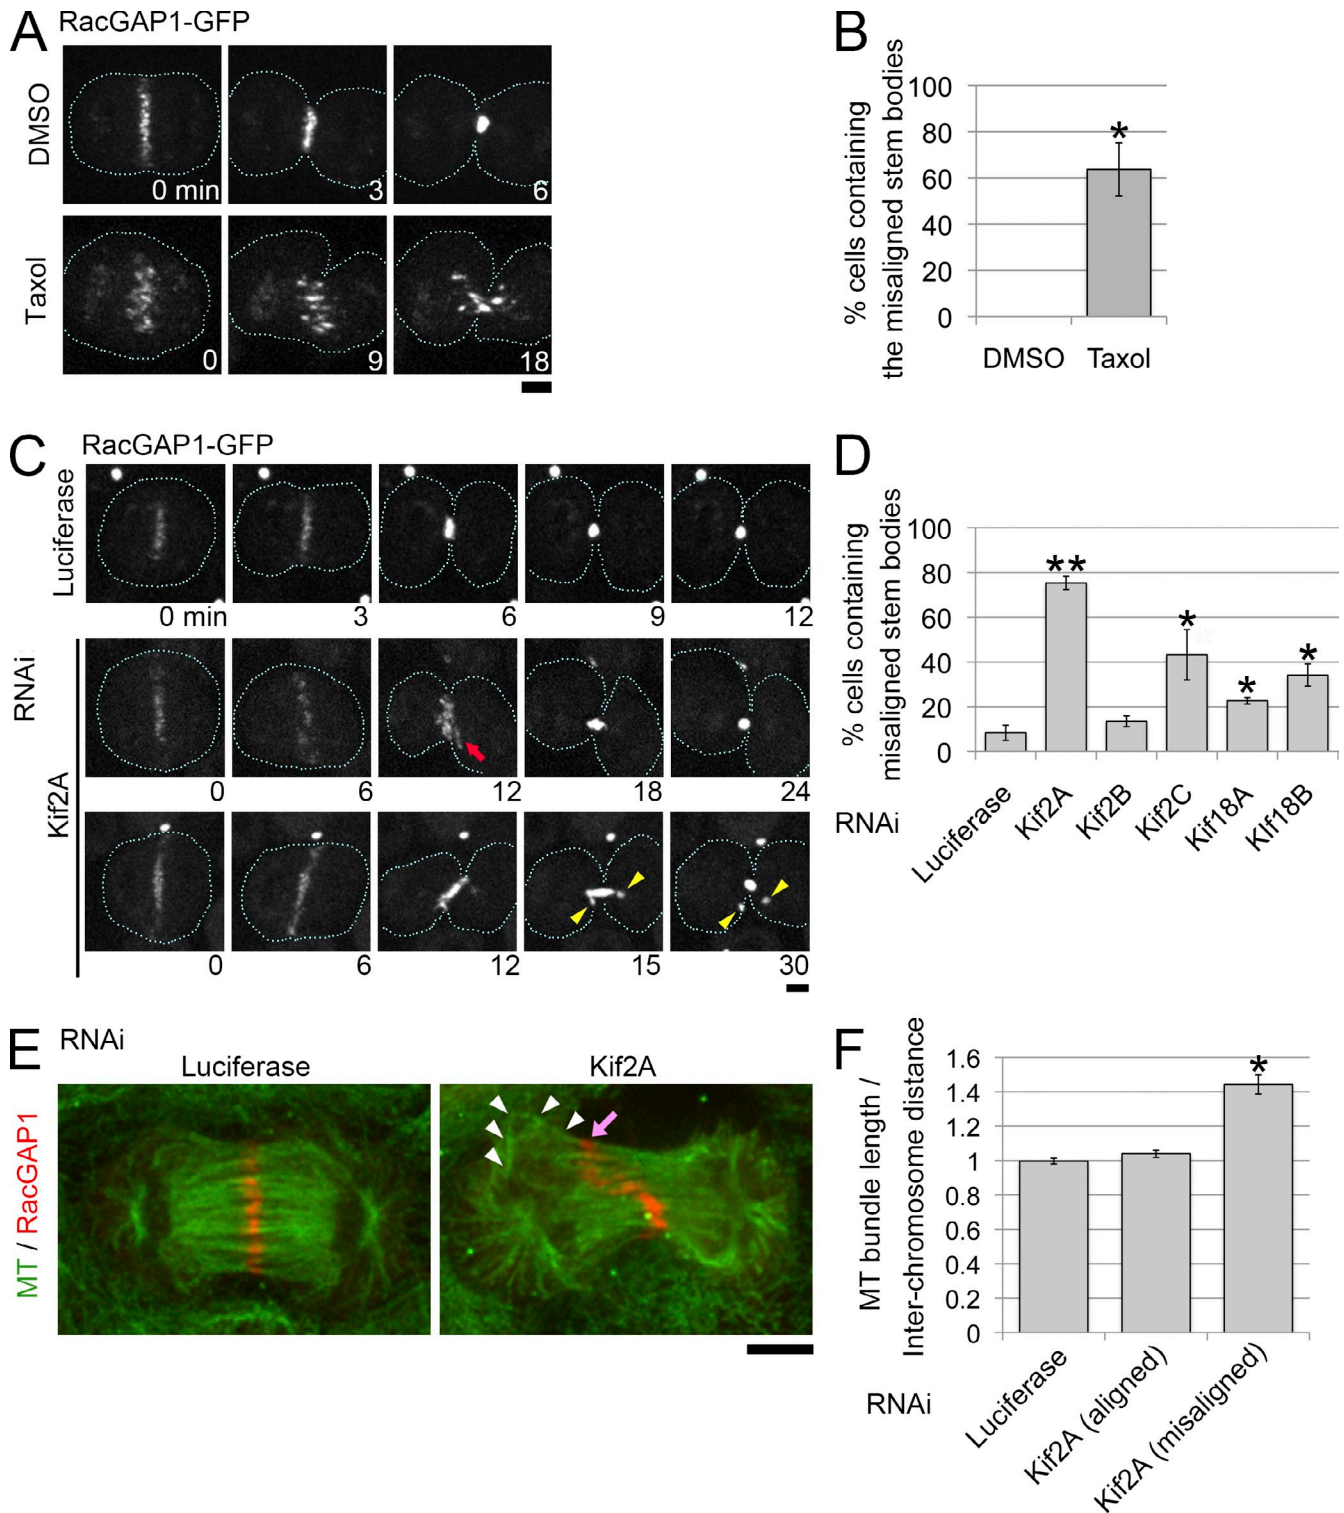 A
RacGAP1-GFP
DMSO
0 min
3
6
Taxol
0
9
18
B
% cells containing
the misaligned stem bodies
100
80
60
40
20
0
*
DMSO
Taxol
C
RacGAP1-GFP
Luciferase
0 min
3
6
9
12
RNAi
Kif2A
0
6
12
18
24
0
6
12
15
30
D
% cells containing
misaligned stem bodies
100
80
60
40
20
0
**
*
*
*
RNAi
Luciferase
Kif2A
Kif2B
Kif2C
Kif18A
KIf18B
E
RNAi
Luciferase
Kif2A
MT / RacGAP1
F
MT bundle length /
Inter-chromosome distance
1.6
1.4
1.2
1
0.8
0.6
0.4
0.2
0
*
RNAi
Luciferase
Kif2A (aligned)
Kif2A (misaligned)